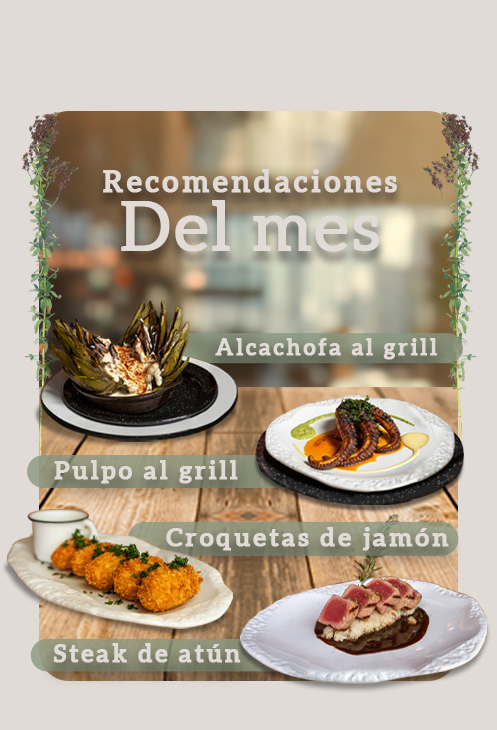 Recomendaciones
Del mes
Alcachofa al grill
Pulpo al grill
Croquetas de jamón
Steak de atún